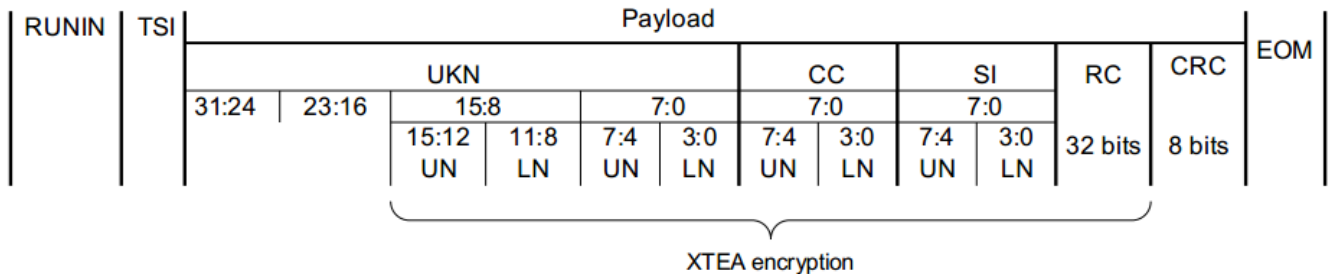 Payload
RUNIN TSI EOM
UKN CC SI RC CRC
31:24 23:16 15:8 7:0 7:0 7:0
15:12 11:8 7:4 3:0 7:4 3:0 7:4 3:0 32 bits 8 bits
UN LN UN LN UN LN UN LN
XTEA encryption